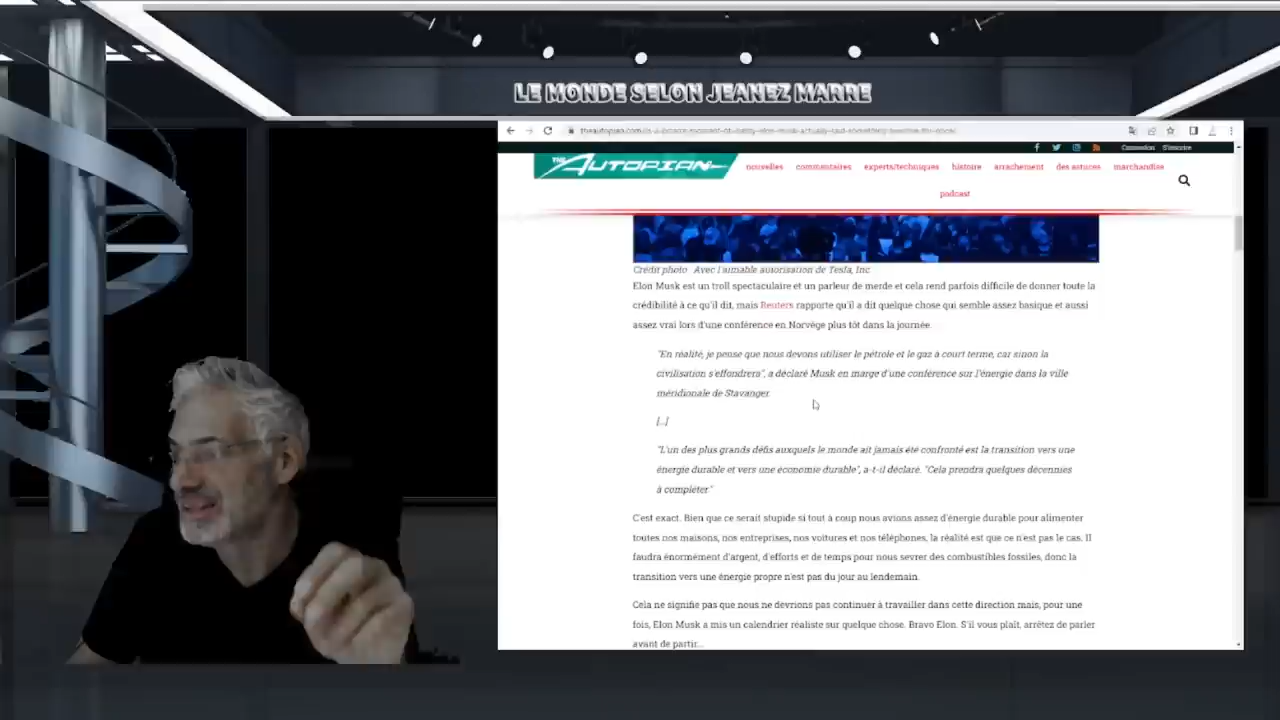 LE MONDE SELON JEANEZ MARRE
THE AUTOPIAN
Connexion S'inscrire
nouvelles commentaires experts/techniques histoire arrachement des astuces marchandise
podcast
Crédit photo Avec l'aimable autorisation de Tesla, Inc
Elon Musk est un troll spectaculaire et un parleur de merde et cela rend parfois difficile de donner toute la
crédibilité à ce qu'il dit, mais Reuters rapporte qu'il a dit quelque chose qui semble assez basique et aussi
assez vrai lors d'une conférence en Norvège plus tôt dans la journée.
"En réalité, je pense que nous devons utiliser le pétrole et le gaz à court terme, car sinon la
civilisation s'effondrera", a déclaré Musk en marge d'une conférence sur l'énergie dans la ville
méridionale de Stavanger.
[...]
"L'un des plus grands défis auxquels le monde ait jamais été confronté est la transition vers une
énergie durable et vers une économie durable", a-t-il déclaré. "Cela prendra quelques décennies
à compléter."
C'est exact. Bien que ce serait stupide si tout à coup nous avions assez d'énergie durable pour alimenter
toutes nos maisons, nos entreprises, nos voitures et nos téléphones, la réalité est que ce n'est pas le cas. Il
faudra énormément d'argent, d'efforts et de temps pour nous sevrer des combustibles fossiles, donc la
transition vers une énergie propre n'est pas du jour au lendemain.
Cela ne signifie pas que nous ne devrions pas continuer à travailler dans cette direction mais, pour une
fois, Elon Musk a mis un calendrier réaliste sur quelque chose. Bravo Elon. S'il vous plaît, arrêtez de parler
avant de partir...